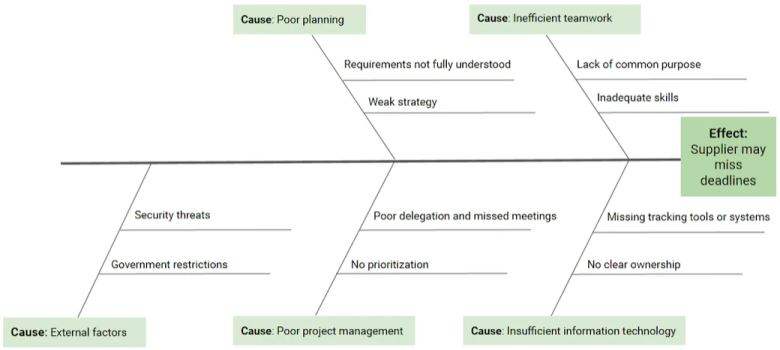 Cause: Poor planning
Cause: Inefficient teamwork
Requirements not fully understood
Lack of common purpose
Weak strategy
Inadequate skills
Effect:
Supplier may
miss
deadlines
Security threats
Poor delegation and missed meetings
Missing tracking tools or systems
Government restrictions
No prioritization
No clear ownership
Cause: External factors
Cause: Poor project management
Cause: Insufficient information technology